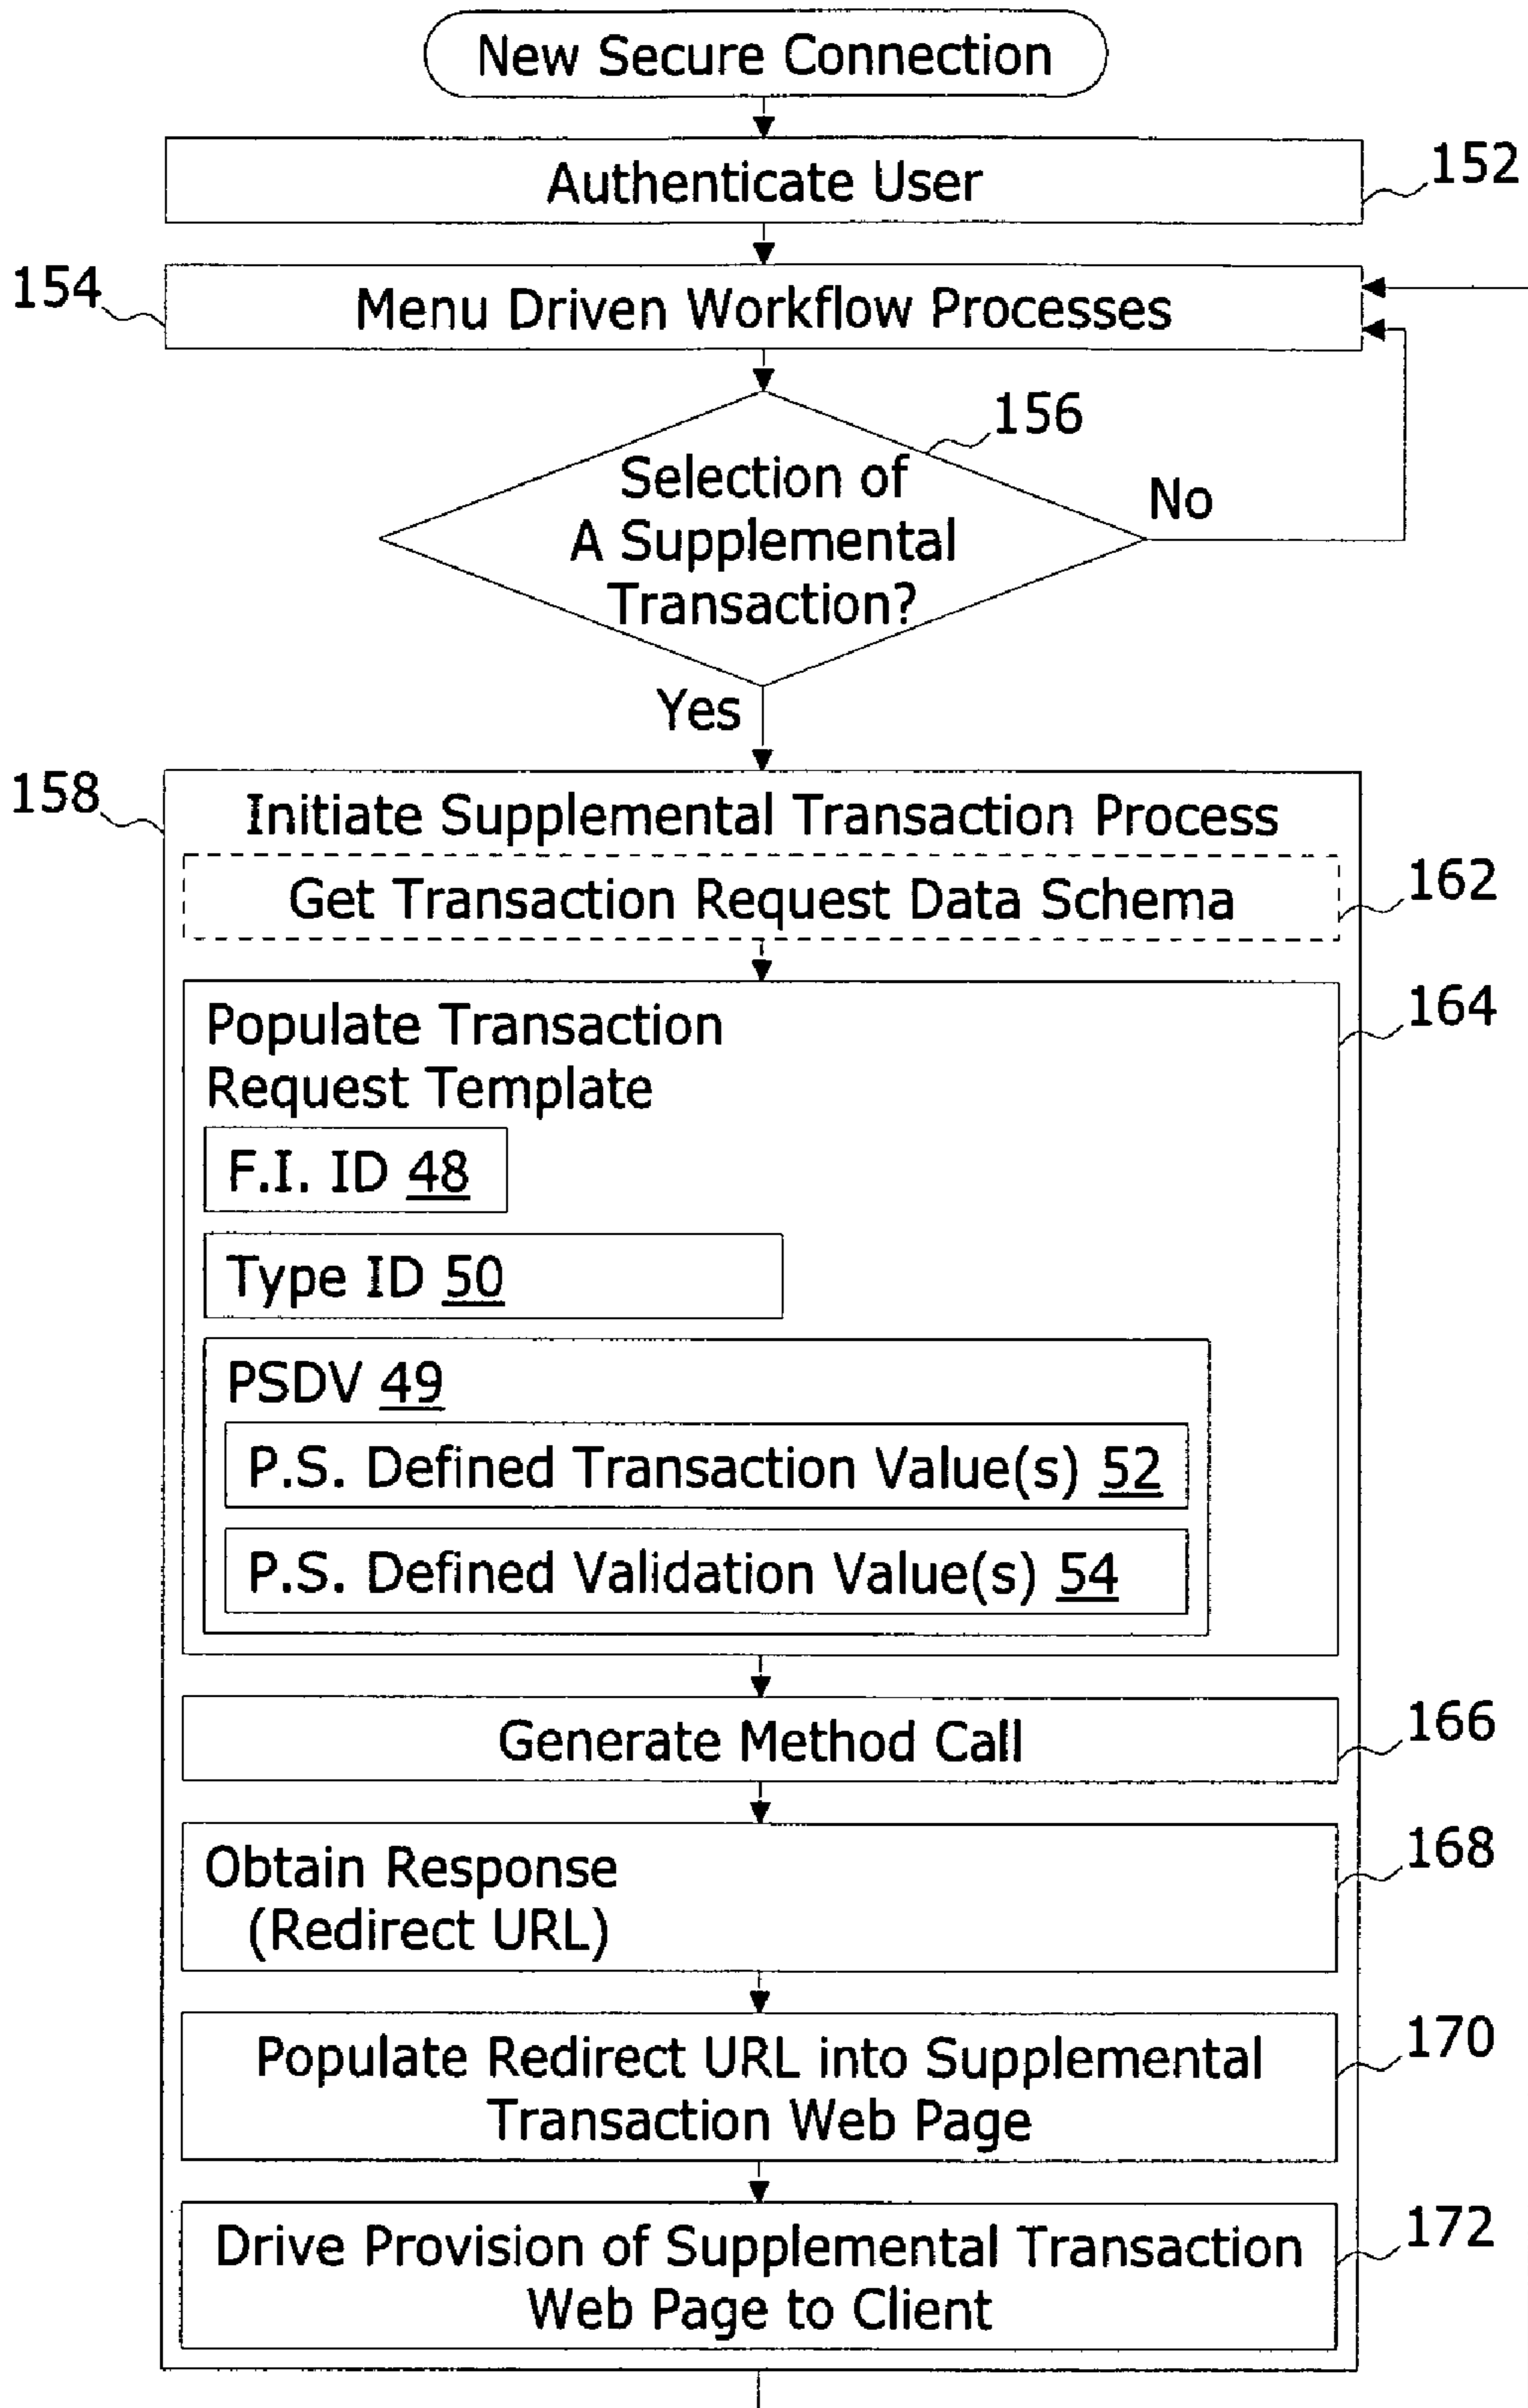 New Secure Connection
Authenticate User
152
154
Menu Driven Workflow Processes
156
Selection of
A Supplemental
Transaction?
No
Yes
158
Initiate Supplemental Transaction Process
Get Transaction Request Data Schema
162
Populate Transaction
Request Template
164
F.I. ID 48
Type ID 50
PSDV 49
P.S. Defined Transaction Value(s) 52
P.S. Defined Validation Value(s) 54
Generate Method Call
166
Obtain Response
(Redirect URL)
168
Populate Redirect URL into Supplemental
Transaction Web Page
170
Drive Provision of Supplemental Transaction
Web Page to Client
172